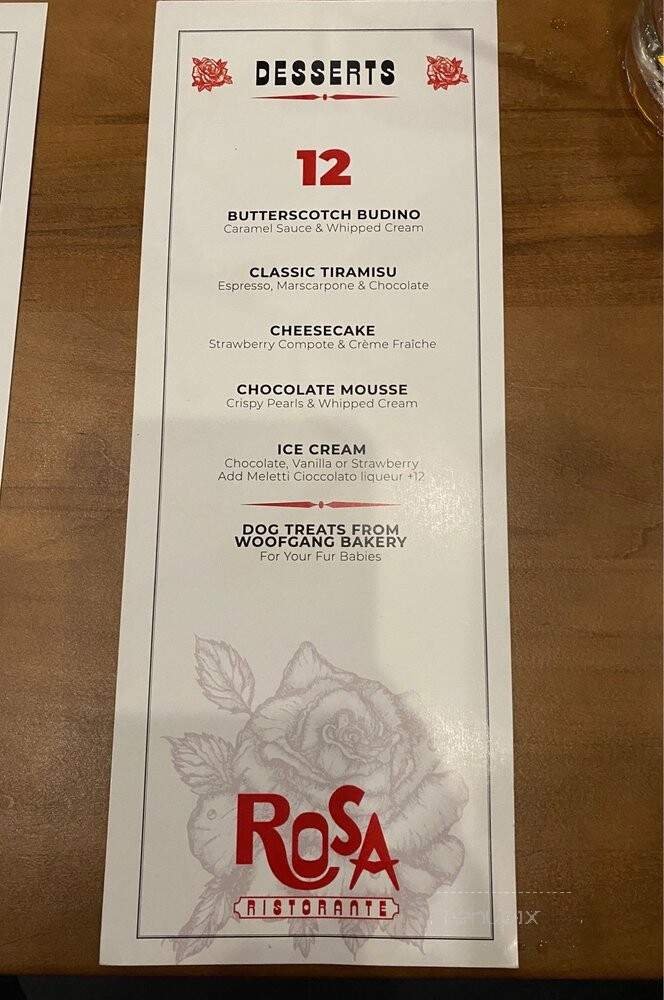 DESSERTS
12
BUTTERSCOTCH BUDINO
Caramel Sauce & Whipped Cream
CLASSIC TIRAMISU
Espresso, Marscarpone & Chocolate
CHEESECAKE
Strawberry Compote & Crème Fraîche
CHOCOLATE MOUSSE
Crispy Pearls & Whipped Cream
ICE CREAM
Chocolate, Vanilla or Strawberry
Add Meletti Cioccolato liqueur +12
DOG TREATS FROM
WOOFGANG BAKERY
For Your Fur Babies
ROSA
RISTORANTE